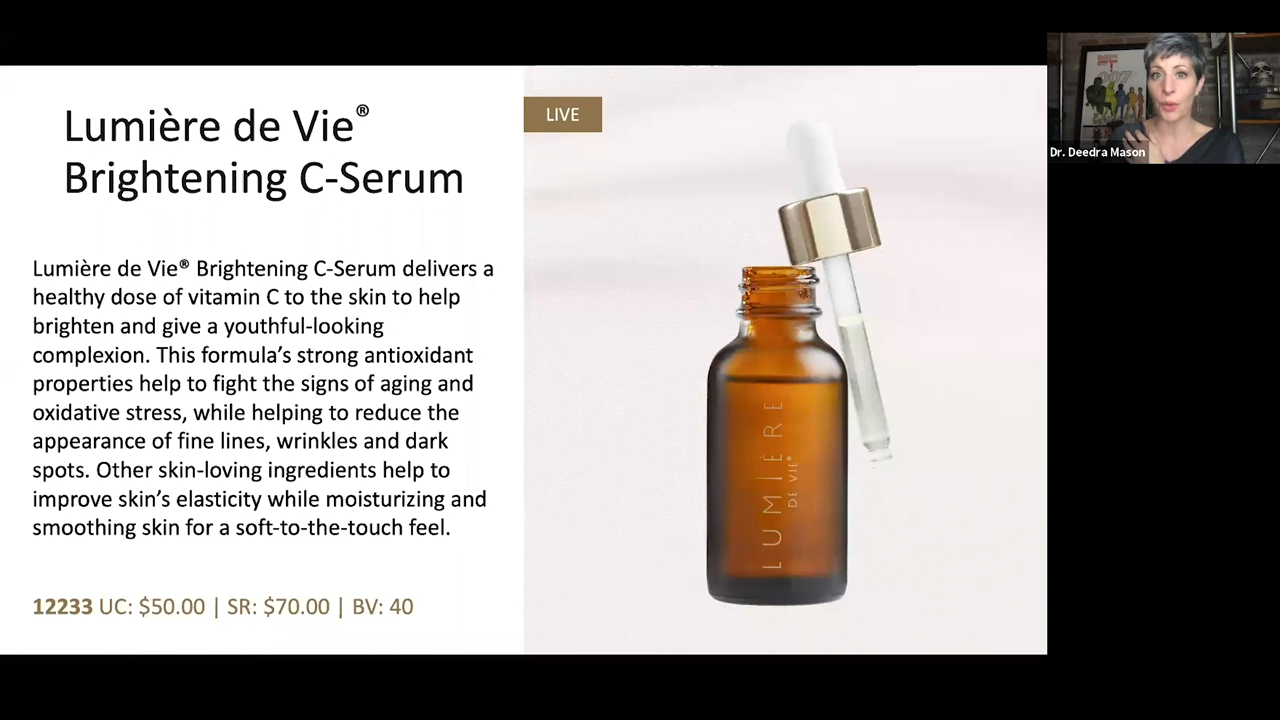 Lumière de Vie®
Brightening C-Serum
Lumière de Vie® Brightening C-Serum delivers a
healthy dose of vitamin C to the skin to help
brighten and give a youthful-looking
complexion. This formula’s strong antioxidant
properties help to fight the signs of aging and
oxidative stress, while helping to reduce the
appearance of fine lines, wrinkles and dark
spots. Other skin-loving ingredients help to
improve skin’s elasticity while moisturizing and
smoothing skin for a soft-to-the-touch feel.
12233 UC: $50.00 | SR: $70.00 | BV: 40
LIVE
LUMIÈRE
DE VIE®
007
Dr. Deedra Mason